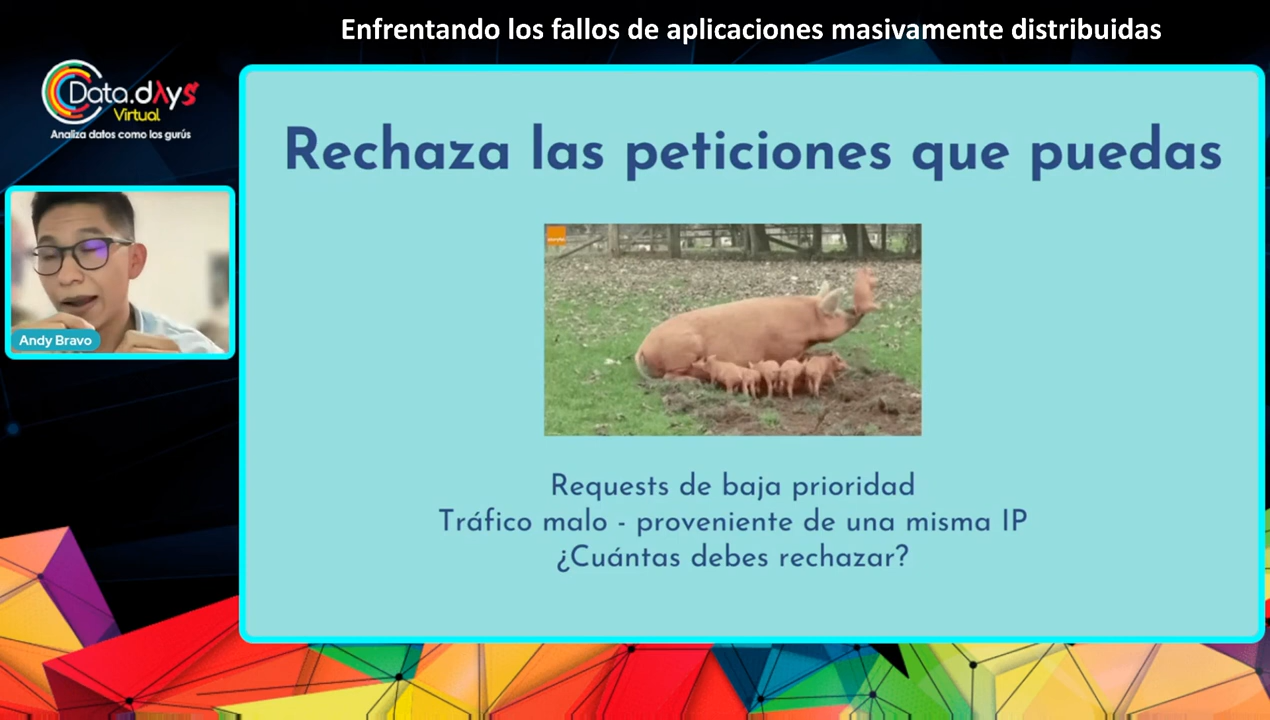 Enfrentando los fallos de aplicaciones masivamente distribuidas
Data.dλys
Virtual
Analiza datos como los gurús
Andy Bravo
Rechaza las peticiones que puedas
Requests de baja prioridad
Tráfico malo - proveniente de una misma IP
¿Cuántas debes rechazar?